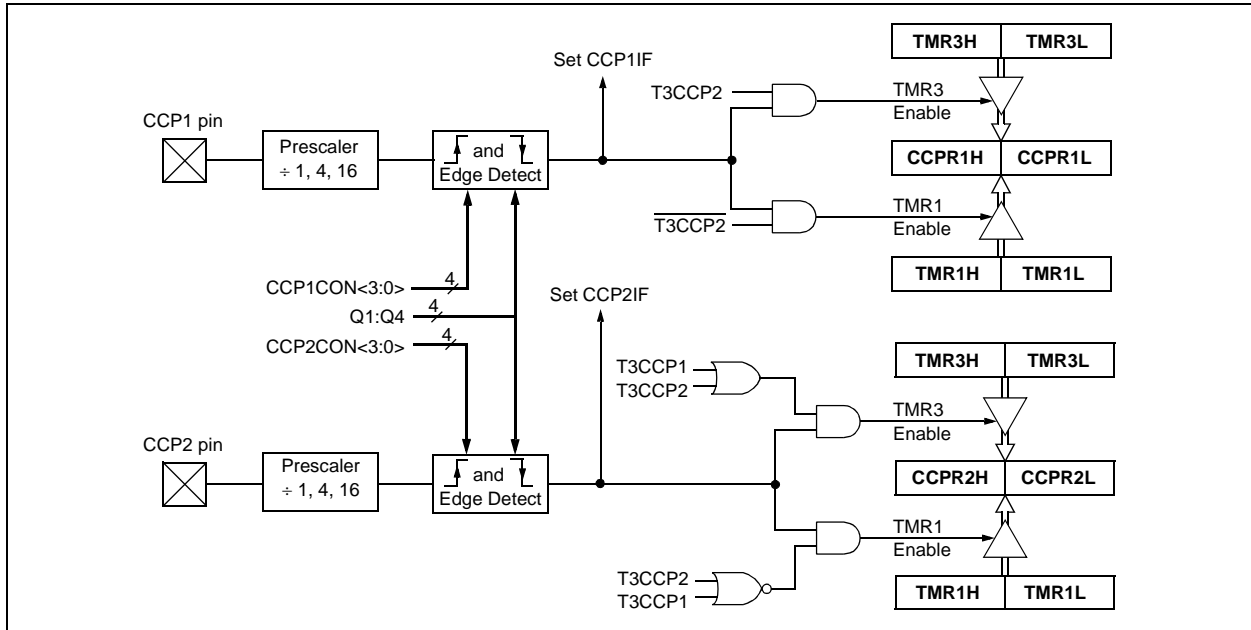 TMR3H TMR3L
Set CCP1IF
T3CCP2
TMR3
Enable
CCP1 pin
Prescaler
÷ 1, 4, 16
and
Edge Detect
CCPR1H CCPR1L
T3CCP2
TMR1
Enable
TMR1H TMR1L
CCP1CON<3:0> 4
Q1:Q4 4
CCP2CON<3:0> 4
Set CCP2IF
TMR3H TMR3L
T3CCP1
T3CCP2
TMR3
Enable
CCP2 pin
Prescaler
÷ 1, 4, 16
and
Edge Detect
CCPR2H CCPR2L
TMR1
Enable
T3CCP2
T3CCP1
TMR1H TMR1L